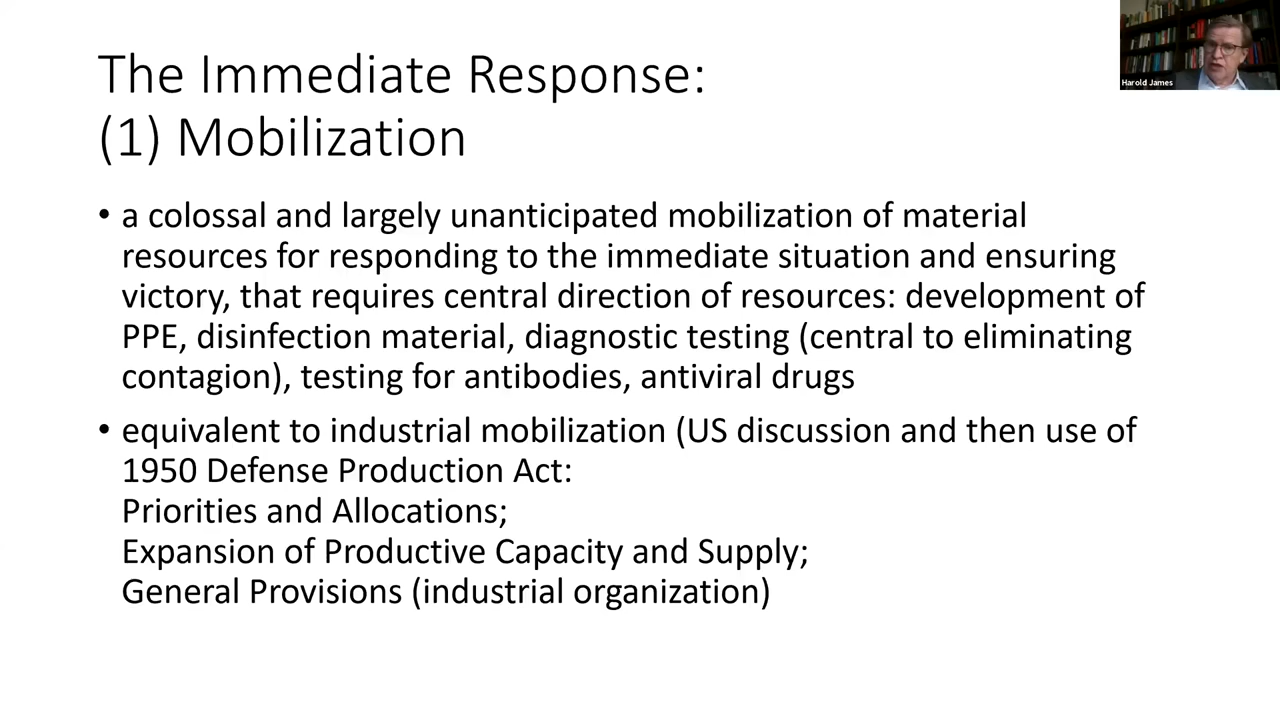 The Immediate Response:
(1) Mobilization
• a colossal and largely unanticipated mobilization of material
resources for responding to the immediate situation and ensuring
victory, that requires central direction of resources: development of
PPE, disinfection material, diagnostic testing (central to eliminating
contagion), testing for antibodies, antiviral drugs
• equivalent to industrial mobilization (US discussion and then use of
1950 Defense Production Act:
Priorities and Allocations;
Expansion of Productive Capacity and Supply;
General Provisions (industrial organization)
Harold James